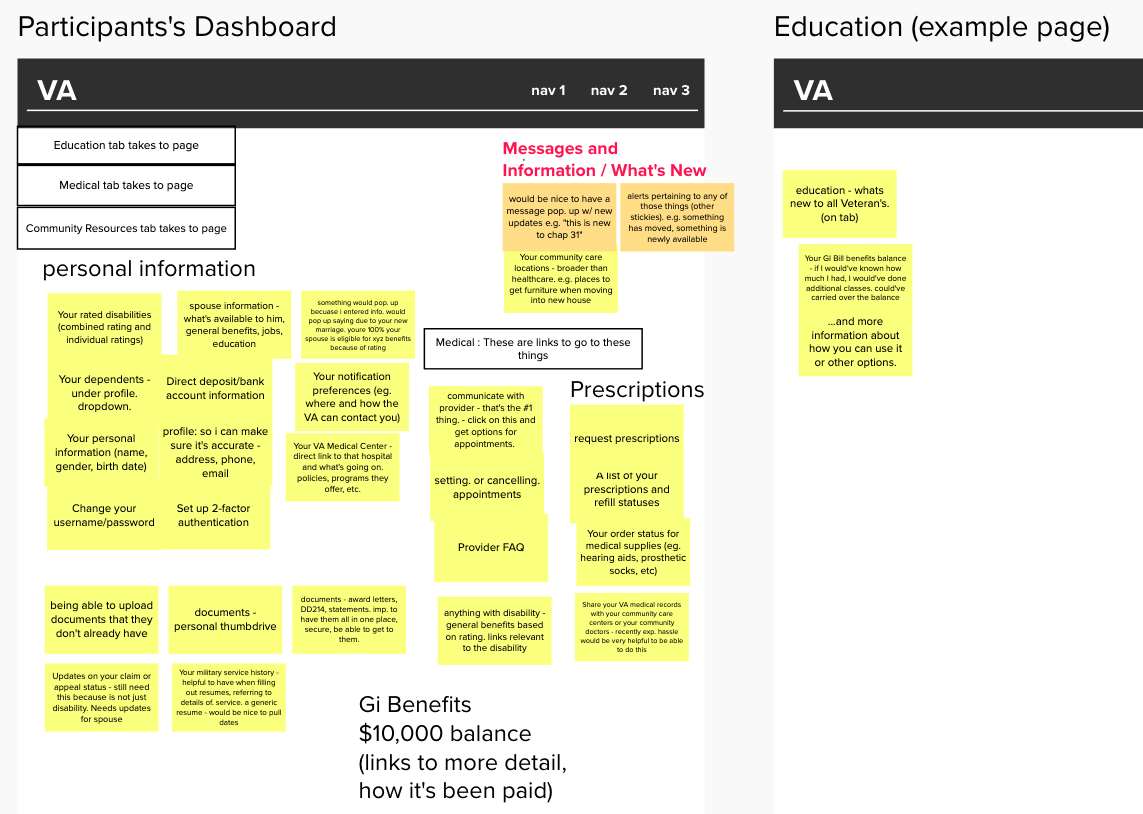 Participants's Dashboard
VA
nav 1
nav 2
nav 3
Education tab takes to page
Medical tab takes to page
Community Resources tab takes to page
Messages and
Information / What's New
would be nice to have a
message pop. up w/ new
updates e.g. "this is new
to chap 31"
alerts pertaining to any of
those things (other
stickies). e.g. something
has moved, something is
newly available
Your community care
locations - broader than
healthcare. e.g. places to
get furniture when moving
into new house
personal information
Your rated disabilities
(combined rating and
individual ratings)
spouse information -
what's available to him,
general benefits, jobs,
education
something would pop. up
becuase i entered info. would
pop up saying due to your new
marriage. youre 100% your
spouse is eligible for xyz benefits
because of rating
Your dependents -
under profile.
dropdown.
Direct deposit/bank
account information
Your notification
preferences (eg.
where and how the
VA can contact you)
Your personal
information (name,
gender, birth date)
profile: so i can make
sure it's accurate -
address, phone,
email
Your VA Medical Center -
direct link to that hospital
and what's going on.
policies, programs they
offer, etc.
Change your
username/password
Set up 2-factor
authentication
Medical : These are links to go to these
things
communicate with
provider - that's the #1
thing. - click on this and
get options for
appointments.
setting. or cancelling.
appointments
Provider FAQ
Prescriptions
request prescriptions
A list of your
prescriptions and
refill statuses
Your order status for
medical supplies (eg.
hearing aids, prosthetic
socks, etc)
being able to upload
documents that they
don't already have
documents -
personal thumbdrive
documents - award letters,
DD214, statements. imp. to
have them all in one place,
secure, be able to get to
them.
anything with disability -
general benefits based
on rating. links relevant
to the disability
Share your VA medical records
with your community care
centers or your community
doctors - recently exp. hassle
would be very helpful to be able
to do this
Updates on your claim or
appeal status - still need
this because is not just
disability. Needs updates
for spouse
Your military service history -
helpful to have when filling
out resumes, referring to
details of. service. a generic
resume - would be nice to pull
dates
Gi Benefits
$10,000 balance
(links to more detail,
how it's been paid)
Education (example page)
VA
education - whats
new to all Veteran's.
(on tab)
Your GI Bill benefits balance
- if I would've known how
much I had, I would've done
additional classes. could've
carried over the balance
...and more
information about
how you can use it
or other options.